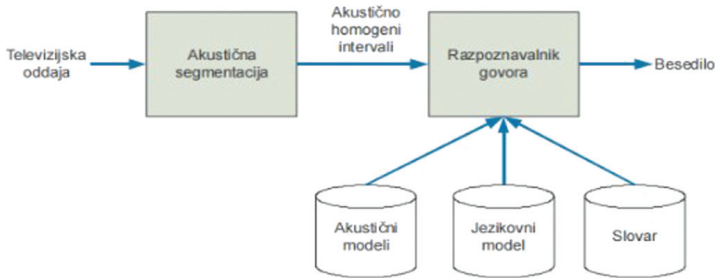 Televizijska
oddaja
Akustična
segmentacija
Akustično
homogeni
intervali
Razpoznavalnik
govora
Besedilo
Akustični
modeli
Jezikovni
model
Slovar